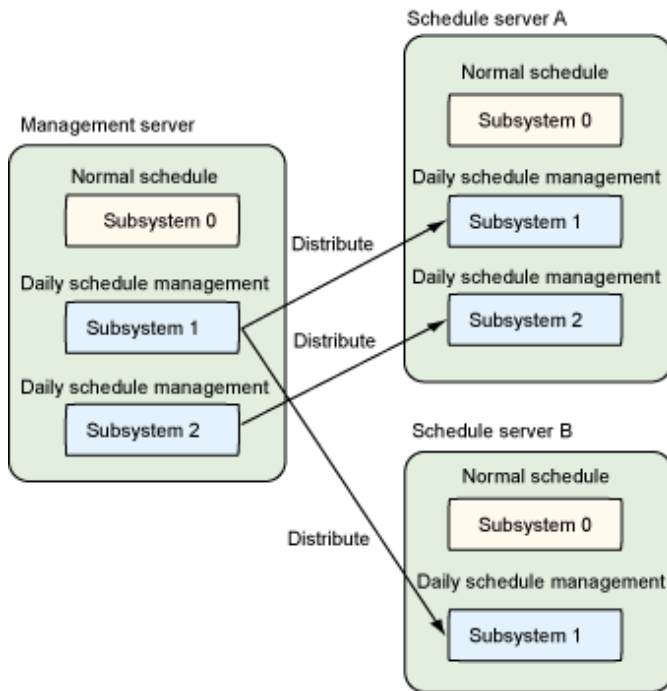 Schedule server A
Normal schedule
Subsystem 0
Daily schedule management
Subsystem 1
Daily schedule management
Subsystem 2
Management server
Normal schedule
Subsystem 0
Daily schedule management
Subsystem 1
Daily schedule management
Subsystem 2
Distribute
Distribute
Distribute
Schedule server B
Normal schedule
Subsystem 0
Daily schedule management
Subsystem 1